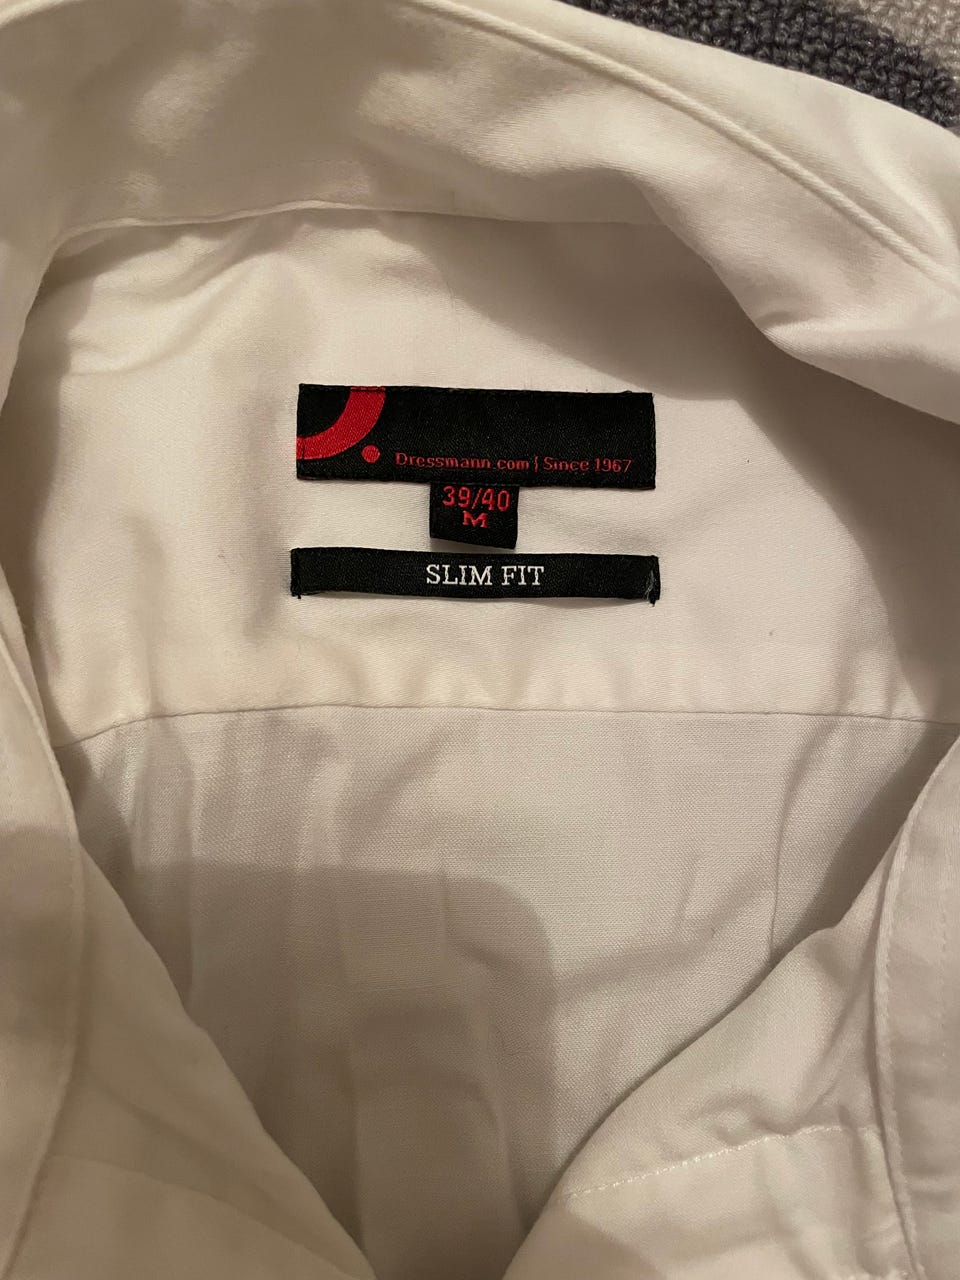 Dressmann.com | Since 1967
39/40
M
SLIM FIT